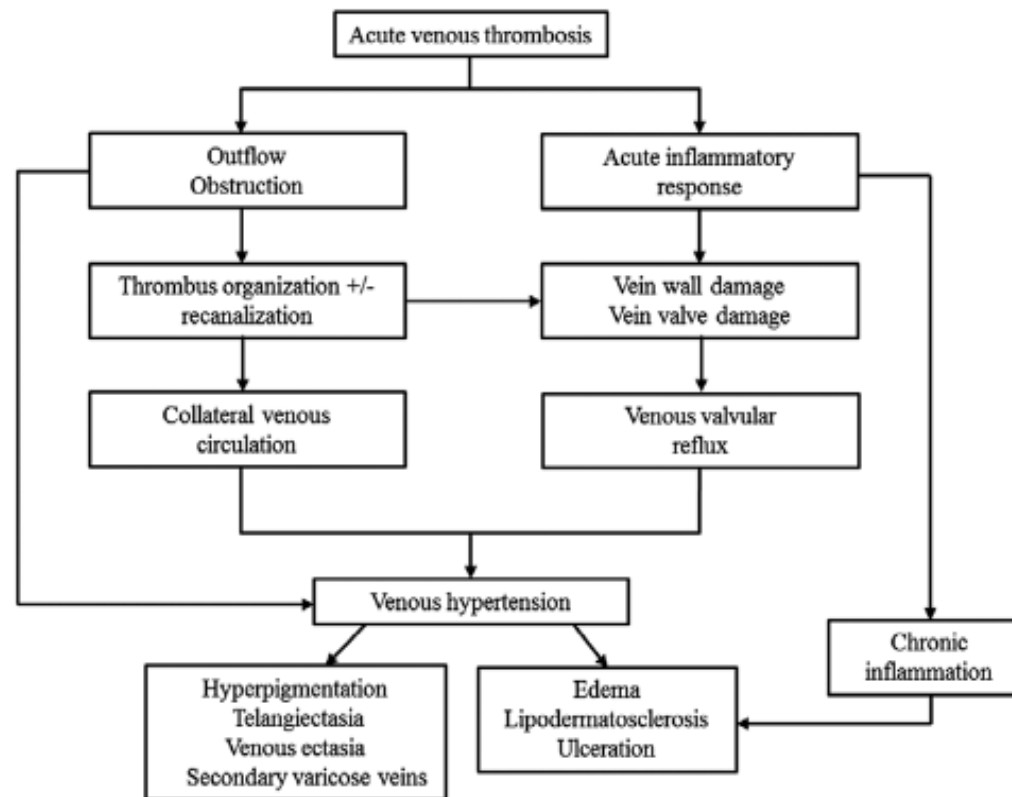 Acute venous thrombosis
Outflow
Obstruction
Acute inflammatory
response
Thrombus organization +/-
recanalization
Vein wall damage
Vein valve damage
Collateral venous
circulation
Venous valvular
reflux
Venous hypertension
Chronic
inflammation
Hyperpigmentation
Telangiectasia
Venous ectasia
Secondary varicose veins
Edema
Lipodermatosclerosis
Ulceration